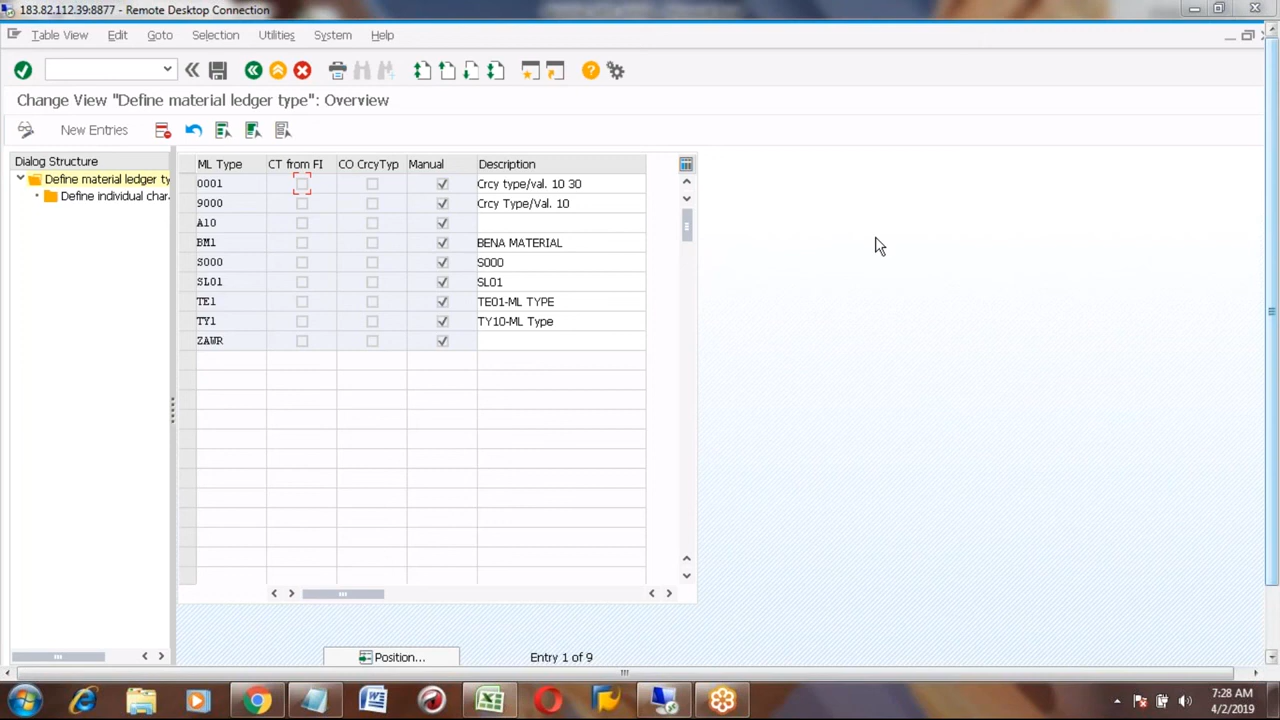 183.82.112.39:8877 - Remote Desktop Connection
Table View Edit Goto Selection Utilities System Help
Change View "Define material ledger type": Overview
New Entries
Dialog Structure
Define material ledger ty
Define individual char
ML Type CT from FI CO CrcyTyp Manual Description
0001 Crcy type/val. 10 30
9000 Crcy Type/Val. 10
A10
BM1 BENA MATERIAL
S000 S000
SL01 SL01
TE1 TE01-ML TYPE
TY1 TY10-ML Type
ZAWR
Position... Entry 1 of 9
7:28 AM
4/2/2019